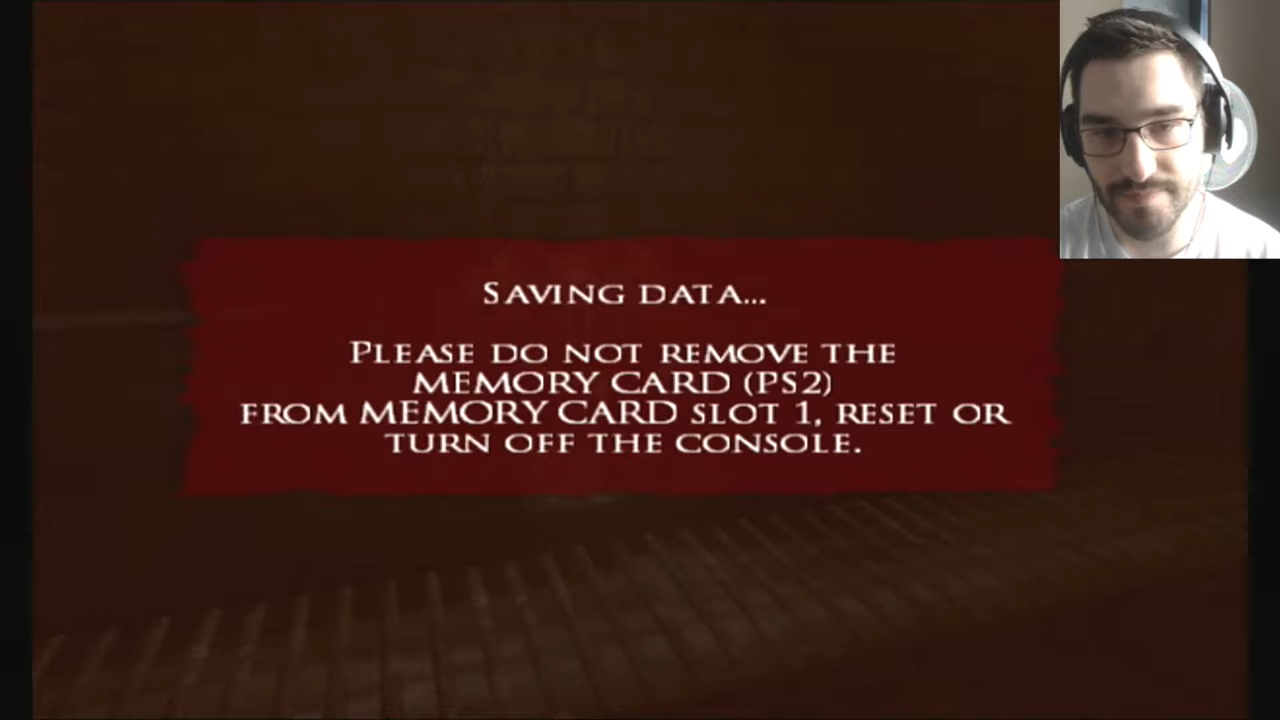 Saving data...
Please do not remove the
MEMORY CARD (PS2)
from MEMORY CARD slot 1, reset or
turn off the console.